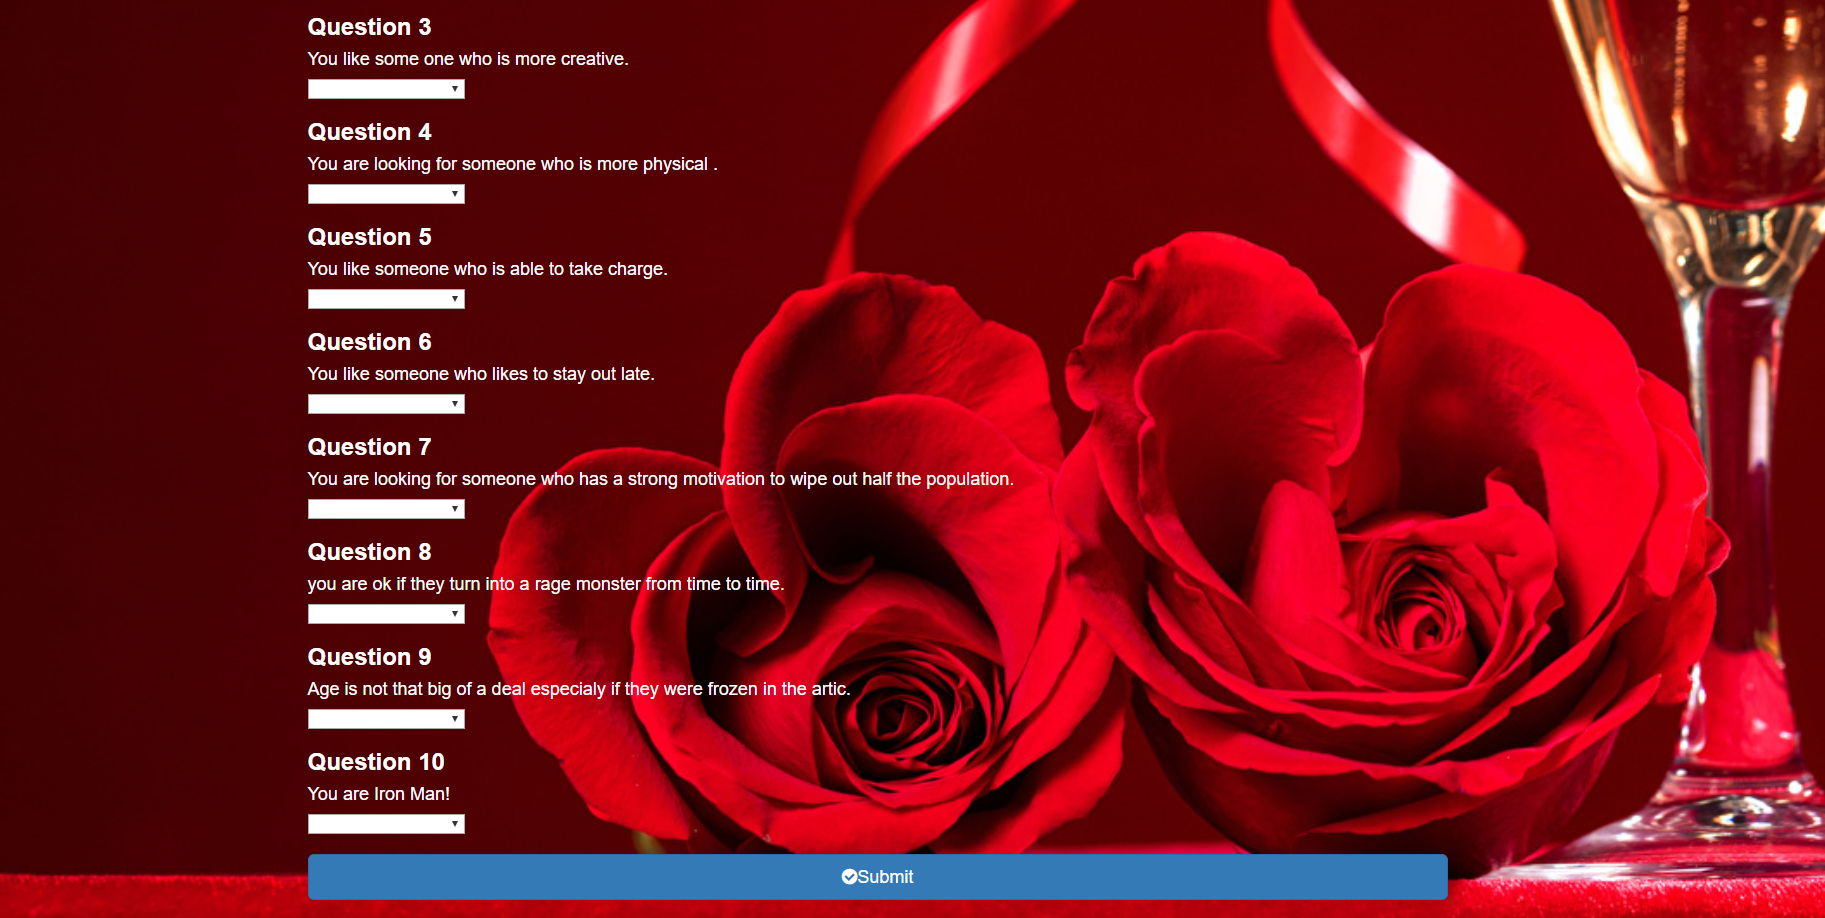 Question 3
You like some one who is more creative.
Question 4
You are looking for someone who is more physical .
Question 5
You like someone who is able to take charge.
Question 6
You like someone who likes to stay out late.
Question 7
You are looking for someone who has a strong motivation to wipe out half the population.
Question 8
you are ok if they turn into a rage monster from time to time.
Question 9
Age is not that big of a deal especialy if they were frozen in the artic.
Question 10
You are Iron Man!
Submit